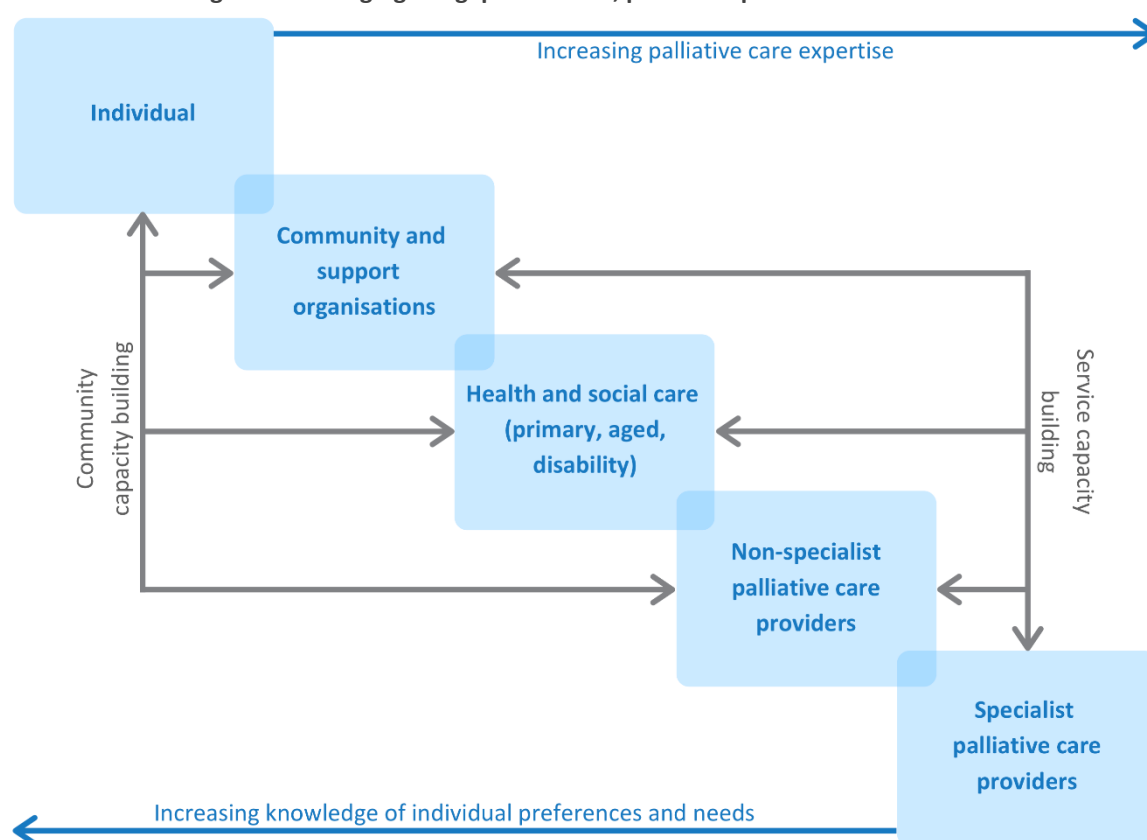 Increasing palliative care expertise
Individual
Community and
support
organisations
Community
capacity building
Health and social care
(primary, aged,
disability)
Service capacity
building
Non-specialist
palliative care
providers
Specialist
palliative care
providers
Increasing knowledge of individual preferences and needs